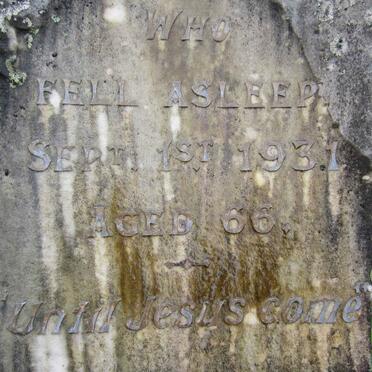 WHO
FELL ASLEEP
SEPT. 1ST 1931
AGED 66.
"Until Jesus come"